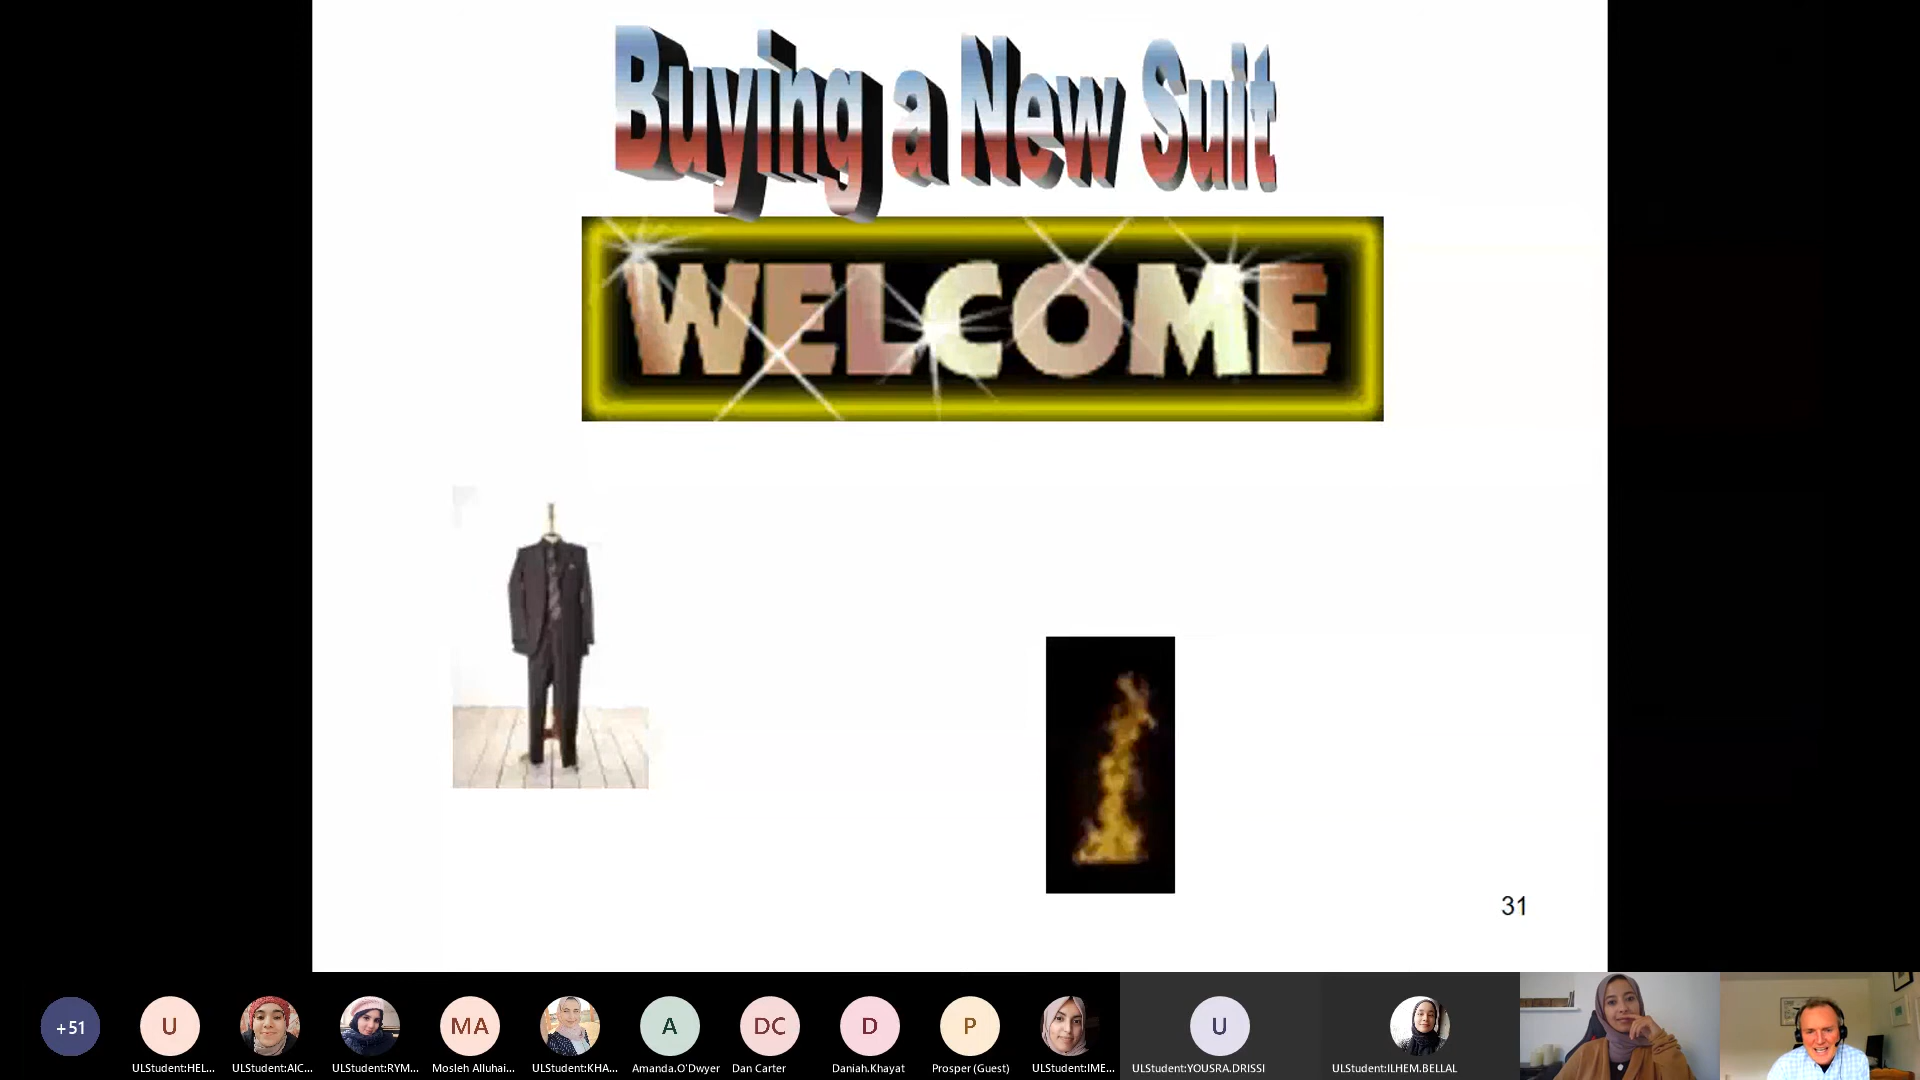 Buying a New Suit
WELCOME
31
+51
U
MA
A
DC
D
P
U
ULStudent:HEL...
ULStudent:AIC...
ULStudent:RYM...
Mosleh Alluhai...
ULStudent:KHA...
Amanda.O'Dwyer
Dan Carter
Daniah.Khayat
Prosper (Guest)
ULStudent:IME...
ULStudent:YOUSRA.DRISSI
ULStudent:ILHEM.BELLAL